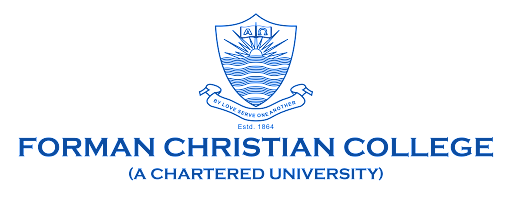 Α Ω
BY LOVE SERVE ONE ANOTHER
Estd. 1864
FORMAN CHRISTIAN COLLEGE
(A CHARTERED UNIVERSITY)